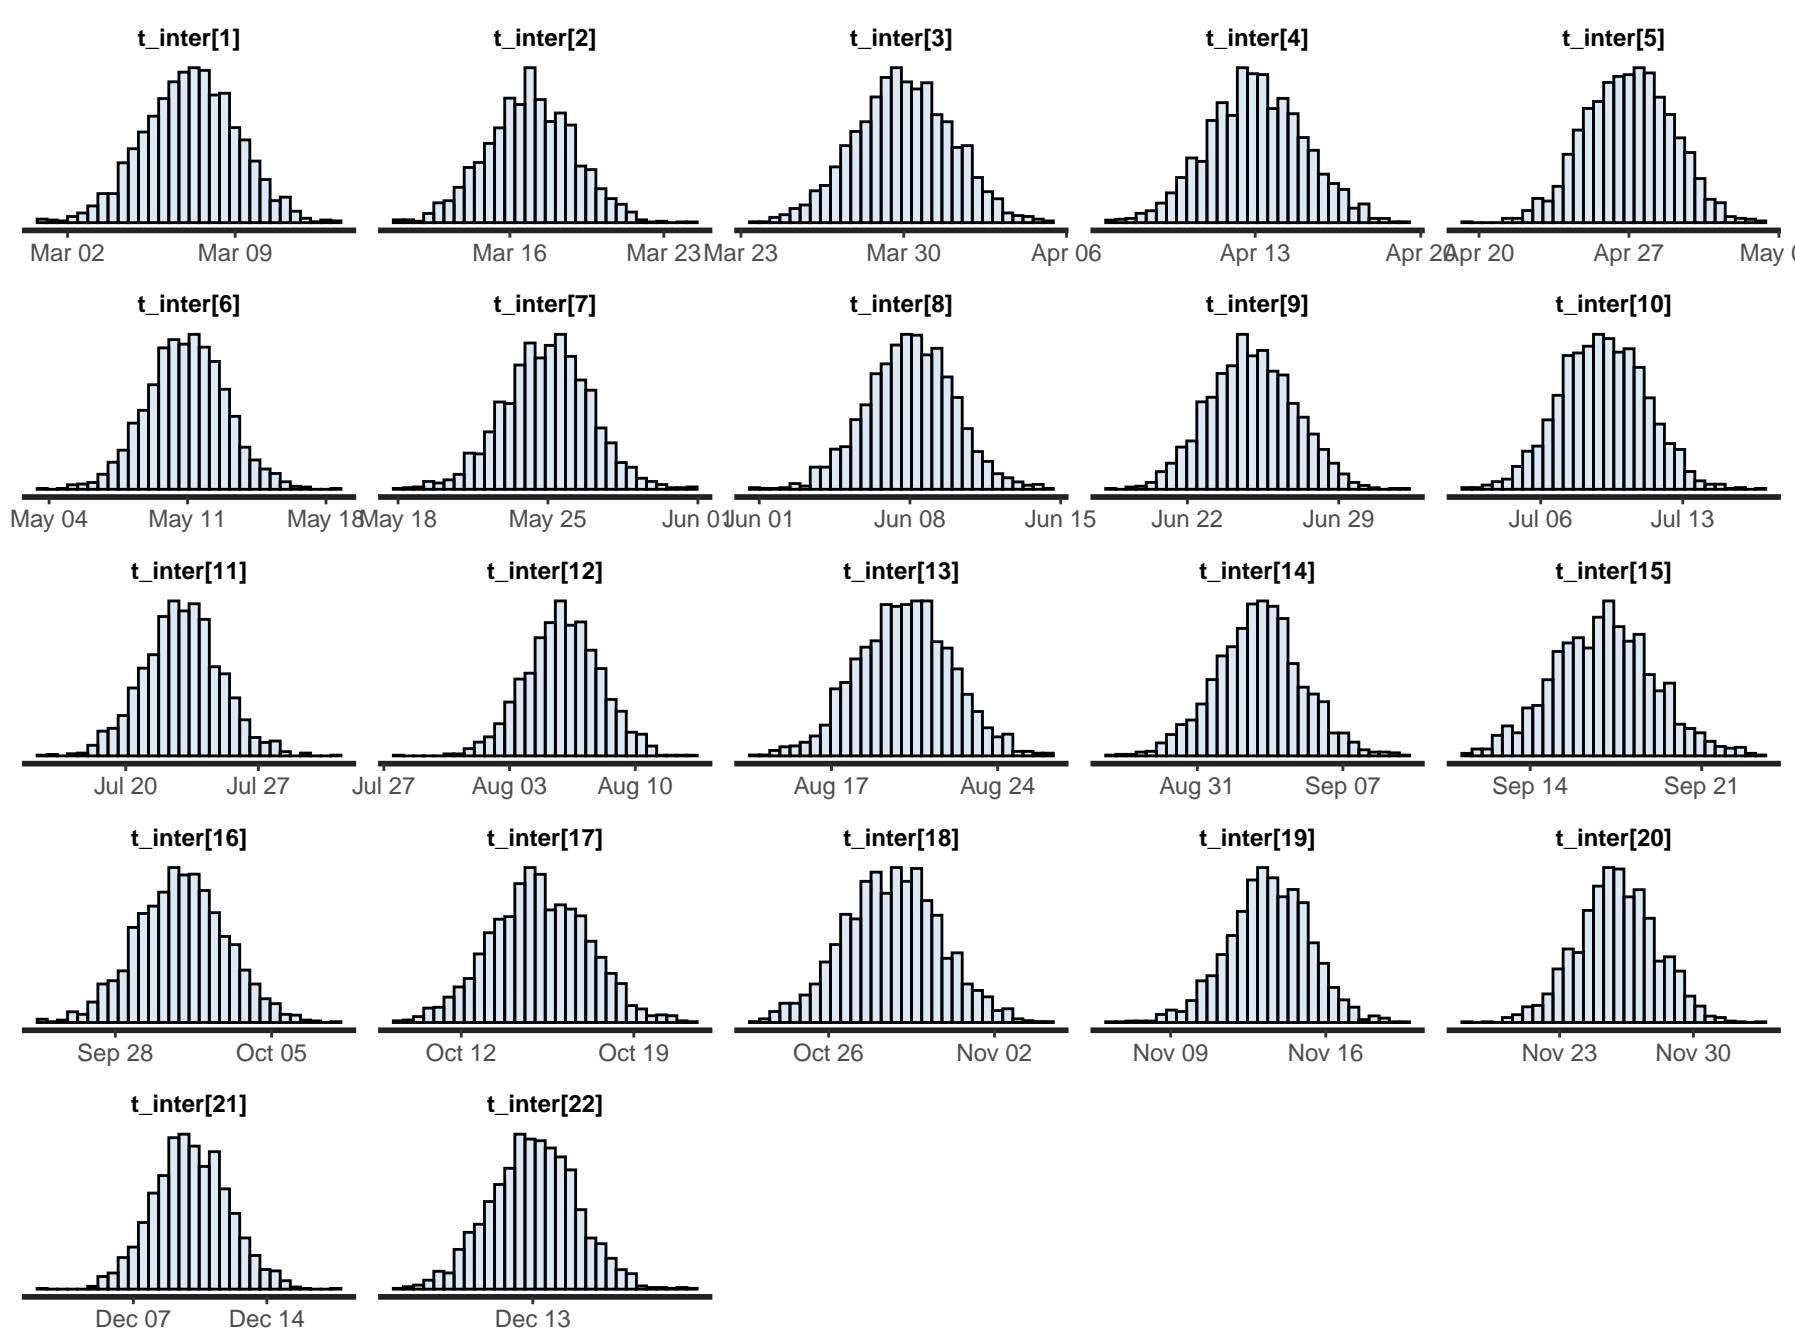 t_inter[1] t_inter[2] t_inter[3] t_inter[4] t_inter[5]
Mar 02 Mar 09 Mar 16 Mar 23 Mar 23 Mar 30 Apr 06 Apr 13 Apr 20 Apr 20 Apr 27 May
t_inter[6] t_inter[7] t_inter[8] t_inter[9] t_inter[10]
May 04 May 11 May 18 May 18 May 25 Jun 01 Jun 01 Jun 08 Jun 15 Jun 22 Jun 29 Jul 06 Jul 13
t_inter[11] t_inter[12] t_inter[13] t_inter[14] t_inter[15]
Jul 20 Jul 27 Jul 27 Aug 03 Aug 10 Aug 17 Aug 24 Aug 31 Sep 07 Sep 14 Sep 21
t_inter[16] t_inter[17] t_inter[18] t_inter[19] t_inter[20]
Sep 28 Oct 05 Oct 12 Oct 19 Oct 26 Nov 02 Nov 09 Nov 16 Nov 23 Nov 30
t_inter[21] t_inter[22]
Dec 07 Dec 14 Dec 13